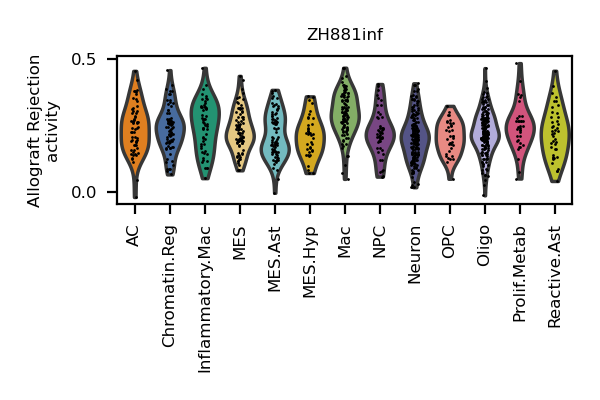 ZH881inf
Allograft Rejection
activity
0.5
0.0
AC
Chromatin.Reg
Inflammatory.Mac
MES
MES.Ast
MES.Hyp
Mac
NPC
Neuron
OPC
Oligo
Prolif.Metab
Reactive.Ast